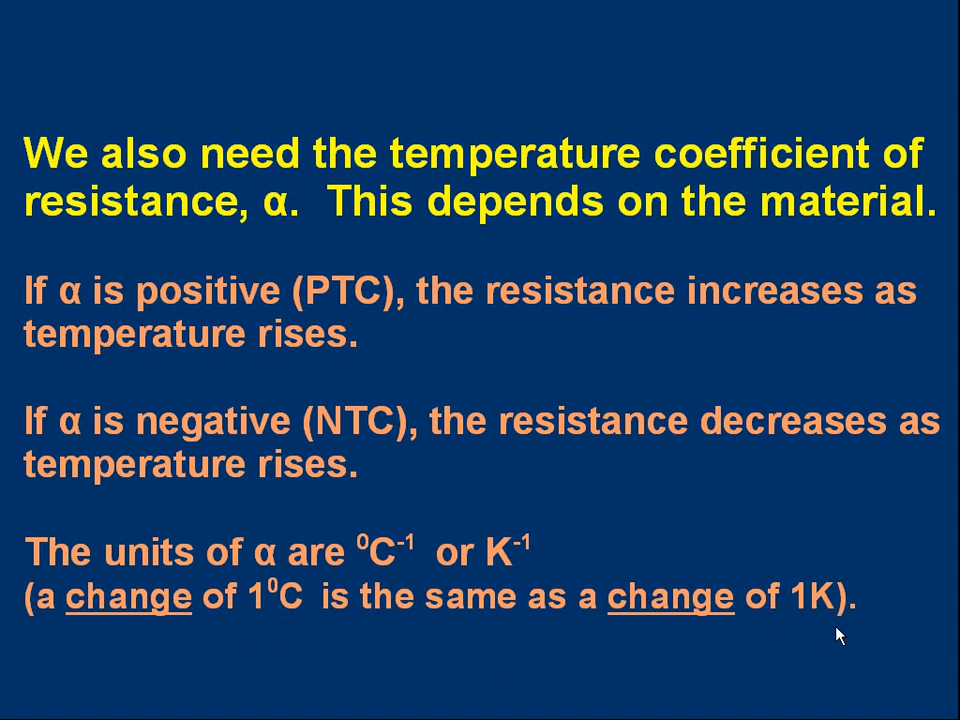 We also need the temperature coefficient of
resistance, α.  This depends on the material.
If α is positive (PTC), the resistance increases as
temperature rises.
If α is negative (NTC), the resistance decreases as
temperature rises.
The units of α are ⁰C⁻¹  or K⁻¹
(a change of 1⁰C  is the same as a change of 1K).